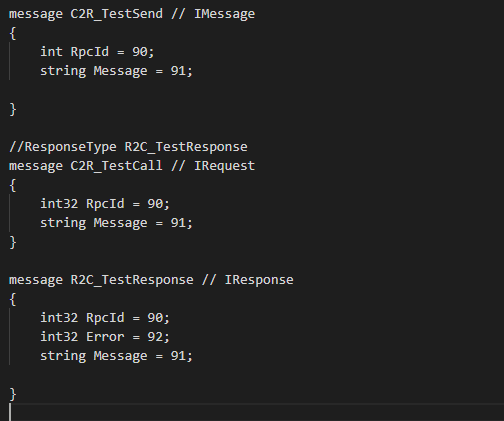 message C2R_TestSend // IMessage
{
int RpcId = 90;
string Message = 91;
}
//ResponseType R2C_TestResponse
message C2R_TestCall // IRequest
{
int32 RpcId = 90;
string Message = 91;
}
message R2C_TestResponse // IResponse
{
int32 RpcId = 90;
int32 Error = 92;
string Message = 91;
}